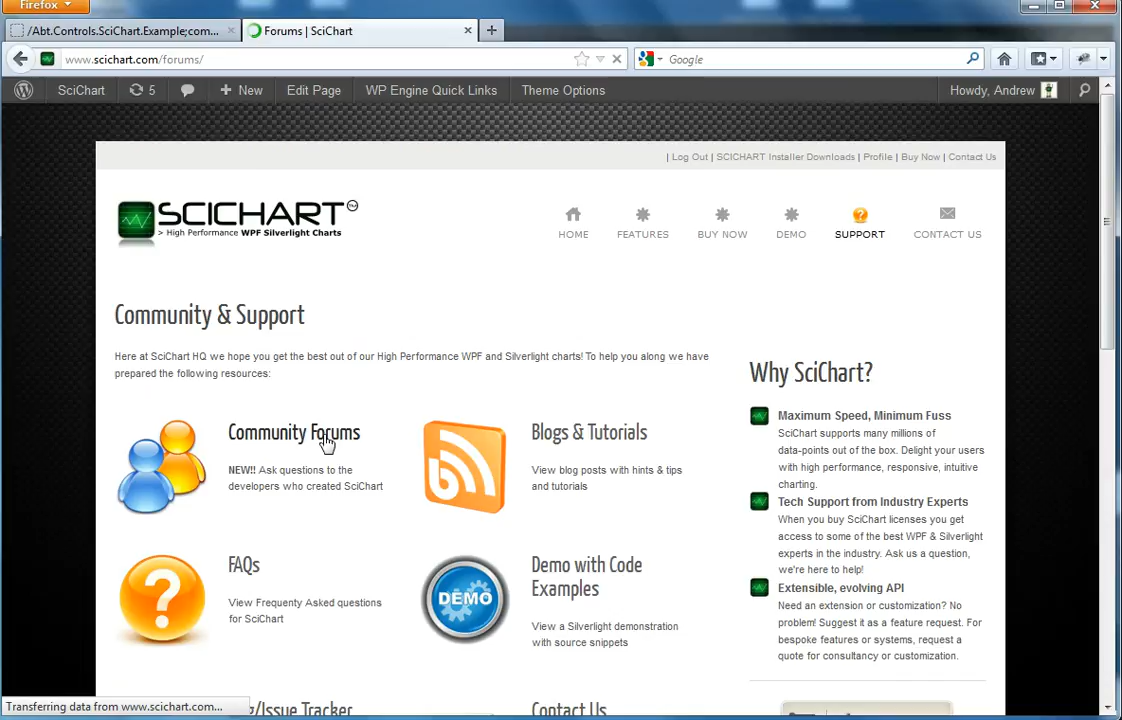 Firefox
/Abt.Controls.SciChart.Example;com...
Forums | SciChart
www.scichart.com/forums/
Google
SciChart 5 New Edit Page WP Engine Quick Links Theme Options Howdy, Andrew
| Log Out | SCICHART Installer Downloads | Profile | Buy Now | Contact Us
SCICHART TM
> High Performance WPF Silverlight Charts
HOME FEATURES BUY NOW DEMO SUPPORT CONTACT US
Community & Support
Here at SciChart HQ we hope you get the best out of our High Performance WPF and Silverlight charts! To help you along we have
prepared the following resources:
Community Forums
NEW!! Ask questions to the
developers who created SciChart
Blogs & Tutorials
View blog posts with hints & tips
and tutorials
FAQs
View Frequenty Asked questions
for SciChart
DEMO
Demo with Code
Examples
View a Silverlight demonstration
with source snippets
g/Issue Tracker
Contact Us
Why SciChart?
Maximum Speed, Minimum Fuss
SciChart supports many millions of
data-points out of the box. Delight your users
with high performance, responsive, intuitive
charting.
Tech Support from Industry Experts
When you buy SciChart licenses you get
access to some of the best WPF & Silverlight
experts in the industry. Ask us a question,
we're here to help!
Extensible, evolving API
Need an extension or customization? No
problem! Suggest it as a feature request. For
bespoke features or systems, request a
quote for consultancy or customization.
Transferring data from www.scichart.com...